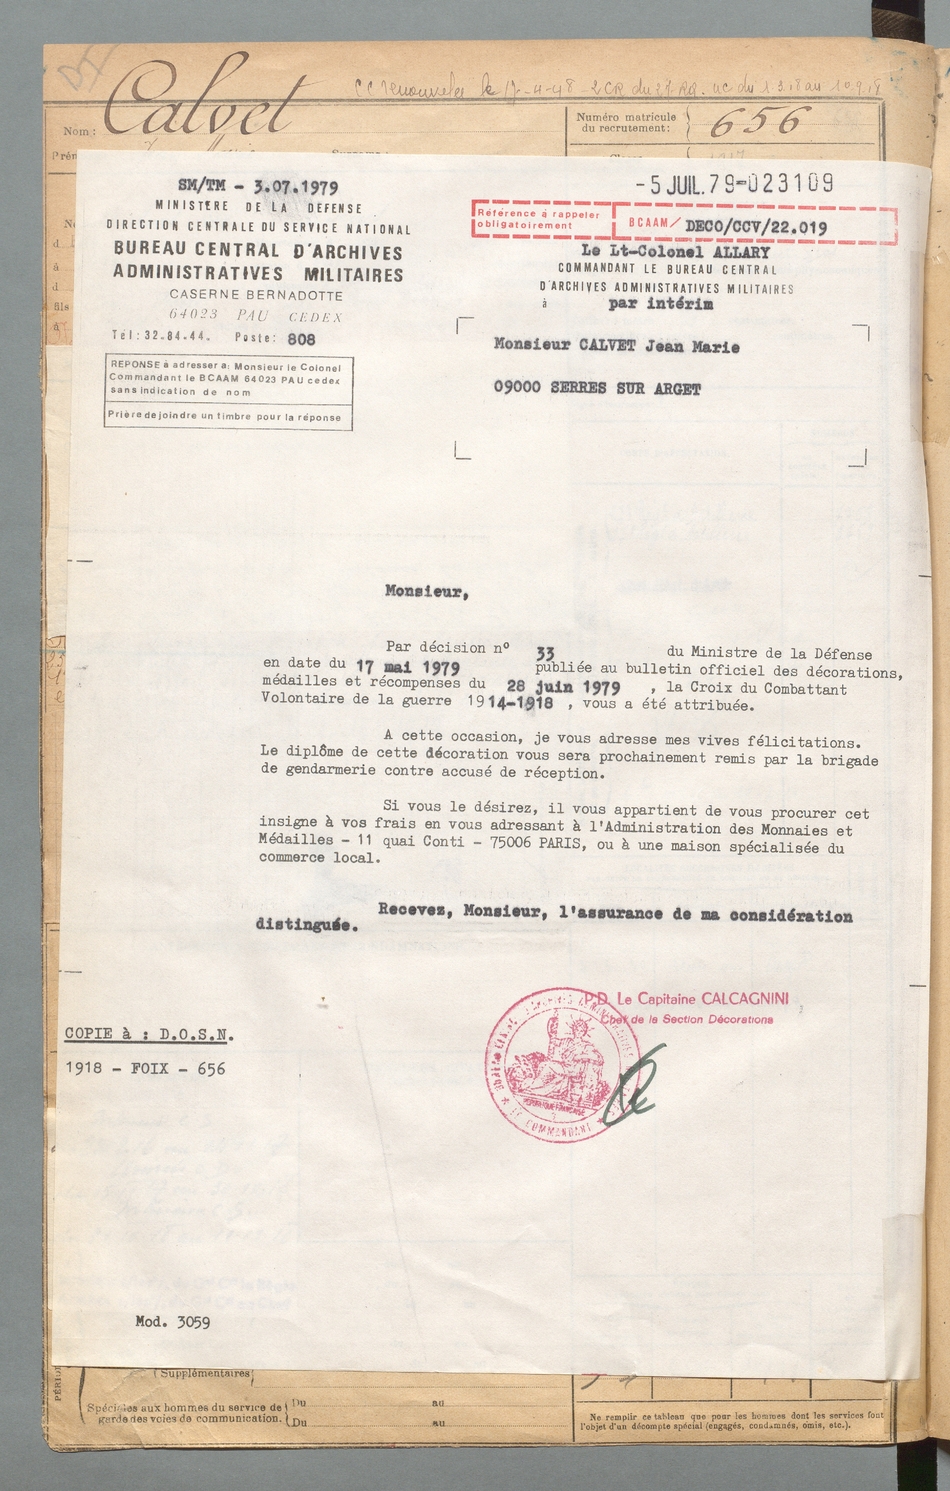 Calvet
Nom :
Numéro matricule
du recrutement :
656
SM/TM - 3.07.1979
MINISTERE DE LA DEFENSE
DIRECTION CENTRALE DU SERVICE NATIONAL
BUREAU CENTRAL D'ARCHIVES
ADMINISTRATIVES MILITAIRES
CASERNE BERNADOTTE
64023 PAU CEDEX
Tél: 32-84-44. Poste: 808
REPONSE à adresser à: Monsieur le Colonel
Commandant le BCAAM 64023 PAU cedex
sans indication de nom
Prière de joindre un timbre pour la réponse
-5 JUIL. 79-023109
Référence à rappeler
obligatoirement
BCAAM/ DECO/CCV/22.019
Le Lt-Colonel ALLARY
COMMANDANT LE BUREAU CENTRAL
D'ARCHIVES ADMINISTRATIVES MILITAIRES
à par intérim
Monsieur CALVET Jean Marie
09000 SERRES SUR ARGET
Monsieur,
Par décision nº 33 du Ministre de la Défense
en date du 17 mai 1979 publiée au bulletin officiel des décorations,
médailles et récompenses du 28 juin 1979 , la Croix du Combattant
Volontaire de la guerre 1914-1918 , vous a été attribuée.
A cette occasion, je vous adresse mes vives félicitations.
Le diplôme de cette décoration vous sera prochainement remis par la brigade
de gendarmerie contre accusé de réception.
Si vous le désirez, il vous appartient de vous procurer cet
insigne à vos frais en vous adressant à l'Administration des Monnaies et
Médailles - 11 quai Conti - 75006 PARIS, ou à une maison spécialisée du
commerce local.
Recevez, Monsieur, l'assurance de ma considération
distinguée.
P.D. Le Capitaine CALCAGNINI
Chef de la Section Décorations
REPUBLIQUE FRANÇAISE
LE COMMANDANT
COPIE à : D.O.S.N.
1918 - FOIX - 656
Mod. 3059
(Supplémentaires
Spéciales aux hommes du service de
garde des voies de communication.
Du au
Du au
Ne remplir ce tableau que pour les hommes dont les services font
l'objet d'un décompte spécial (engagés, condamnés, omis, etc.).